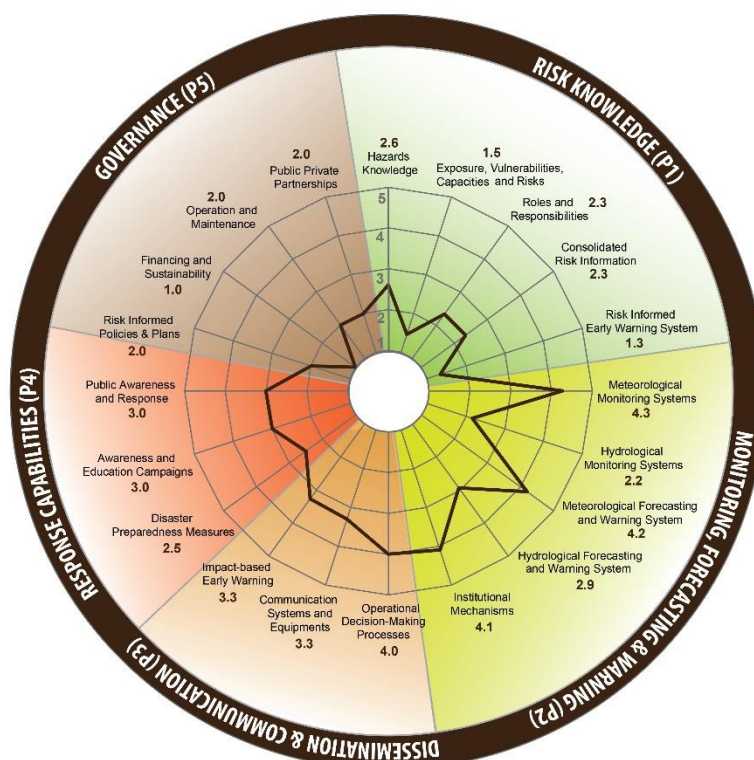 GOVERNANCE (P5)
RISK KNOWLEDGE (P1)
2.6
Hazards
Knowledge
1.5
Exposure, Vulnerabilities,
Capacities and Risks
Roles and
Responsibilities
2.3
Consolidated
Risk Information
2.3
Risk Informed
Early Warning System
1.3
MONITORING, FORECASTING & WARNING (P2)
Meteorological
Monitoring Systems
4.3
Hydrological
Monitoring Systems
2.2
Meteorological Forecasting
and Warning System
4.2
Hydrological Forecasting
and Warning System
2.9
Institutional
Mechanisms
4.1
DISSEMINATION & COMMUNICATION (P3)
Operational
Decision-Making
Processes
4.0
Communication
Systems and
Equipments
3.3
Impact-based
Early Warning
3.3
RESPONSE CAPABILITIES (P4)
Disaster
Preparedness Measures
2.5
Awareness and
Education Campaigns
3.0
Public Awareness
and Response
3.0
Risk Informed
Policies & Plans
2.0
Financing and
Sustainability
1.0
2.0
Operation and
Maintenance
2.0
Public Private
Partnerships
5
4
3
2
1